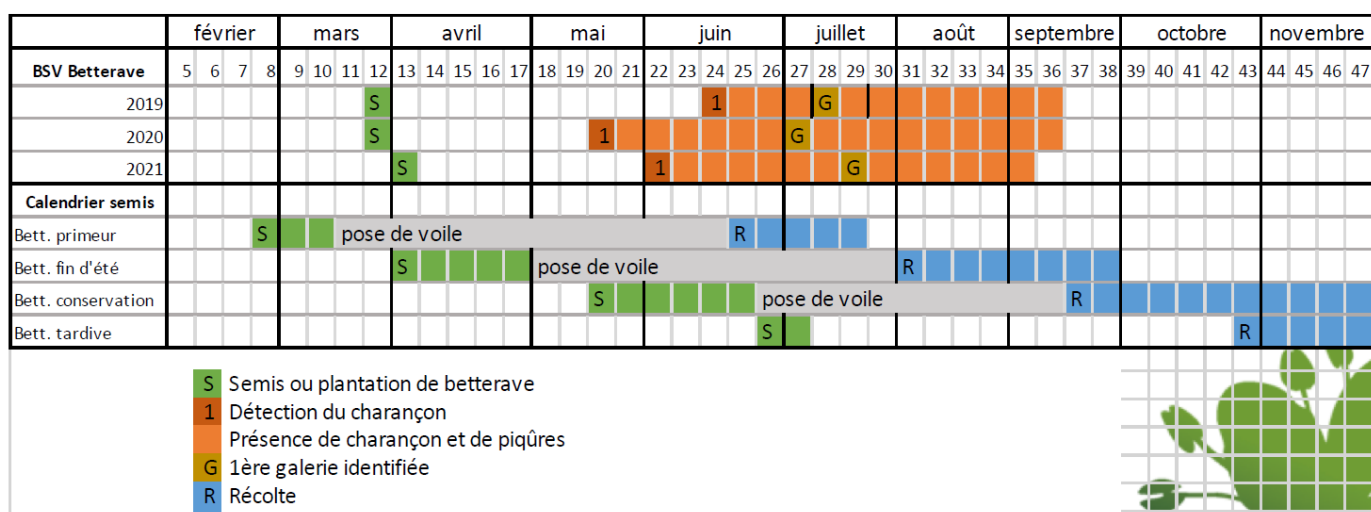 février mars avril mai juin juillet août septembre octobre novembre
BSV Betterave 5 6 7 8 9 10 11 12 13 14 15 16 17 18 19 20 21 22 23 24 25 26 27 28 29 30 31 32 33 34 35 36 37 38 39 40 41 42 43 44 45 46 47
2019 S 1 G
2020 S 1 G
2021 S 1 G
Calendrier semis
Bett. primeur S pose de voile R
Bett. fin d'été S pose de voile R
Bett. conservation S pose de voile R
Bett. tardive S R
S Semis ou plantation de betterave
1 Détection du charançon
Présence de charançon et de piqûres
G 1ère galerie identifiée
R Récolte